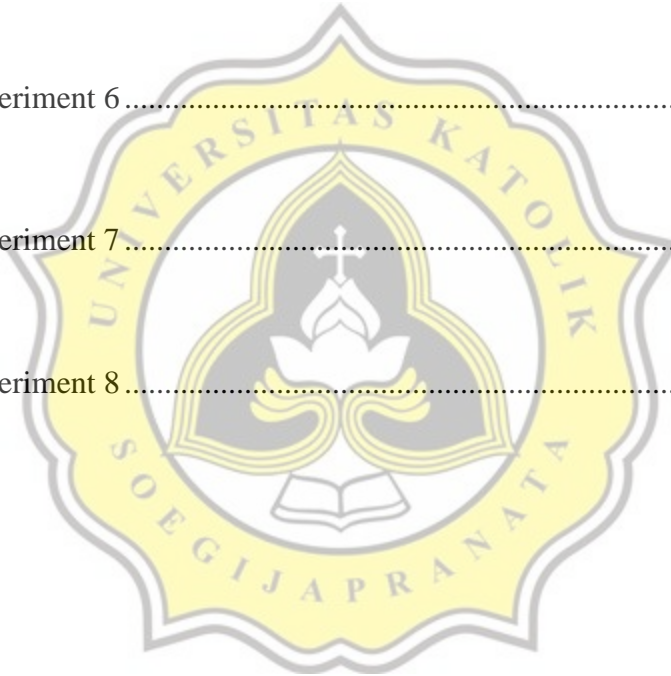 eriment 6..........................................................
UNIVERSITAS KATOLIK
eriment 7..........................................................
eriment 8..........................................................
SOEGIJAPRANATA